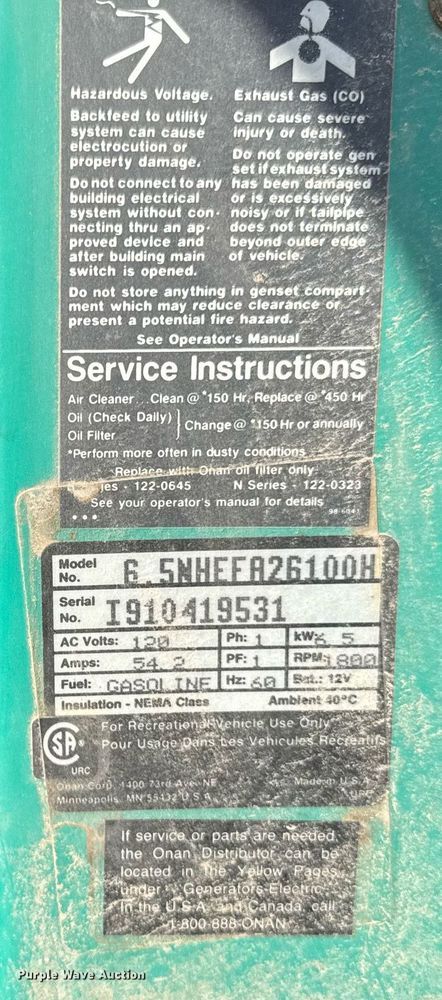 Hazardous Voltage.
Backfeed to utility
system can cause
electrocution or
property damage.
Do not connect to any
building electrical
system without con-
necting thru an ap-
proved device and
after building main
switch is opened.
Exhaust Gas (CO)
Can cause severe
injury or death.
Do not operate gen
set if exhaust system
has been damaged
or is excessively
noisy or if tailpipe
does not terminate
beyond outer edge
of vehicle.
Do not store anything in genset compart-
ment which may reduce clearance or
present a potential fire hazard.
See Operator's Manual
Service Instructions
Air Cleaner... Clean @ *150 Hr, Replace @ *450 Hr
Oil (Check Daily)
Oil Filter
Change @ *150 Hr or annually
*Perform more often in dusty conditions
Replace with Onan oil filter only
ies - 122-0645 N Series - 122-0323
See your operator's manual for details
98-6041
Model No. 6.5NHEFA26100H
Serial No. I910419531
AC Volts: 120 Ph: 1 kW: 6.5
Amps: 54.2 PF: 1 RPM: 1800
Fuel: GASOLINE Hz: 60 Bat.: 12V
Insulation - NEMA Class Ambient 40°C
For Recreational Vehicle Use Only
Pour Usage Dans Les Vehicules Recreatifs
SA
URC
Onan Corp. 1400 73rd Ave. NE Made in U.S.A.
Minneapolis, MN 55432 U.S.A.
If service or parts are needed
the Onan Distributor can be
located in The Yellow Pages
under Generators-Electric
In the U.S.A. and Canada, call
1-800-888-ONAN
Purple Wave Auction